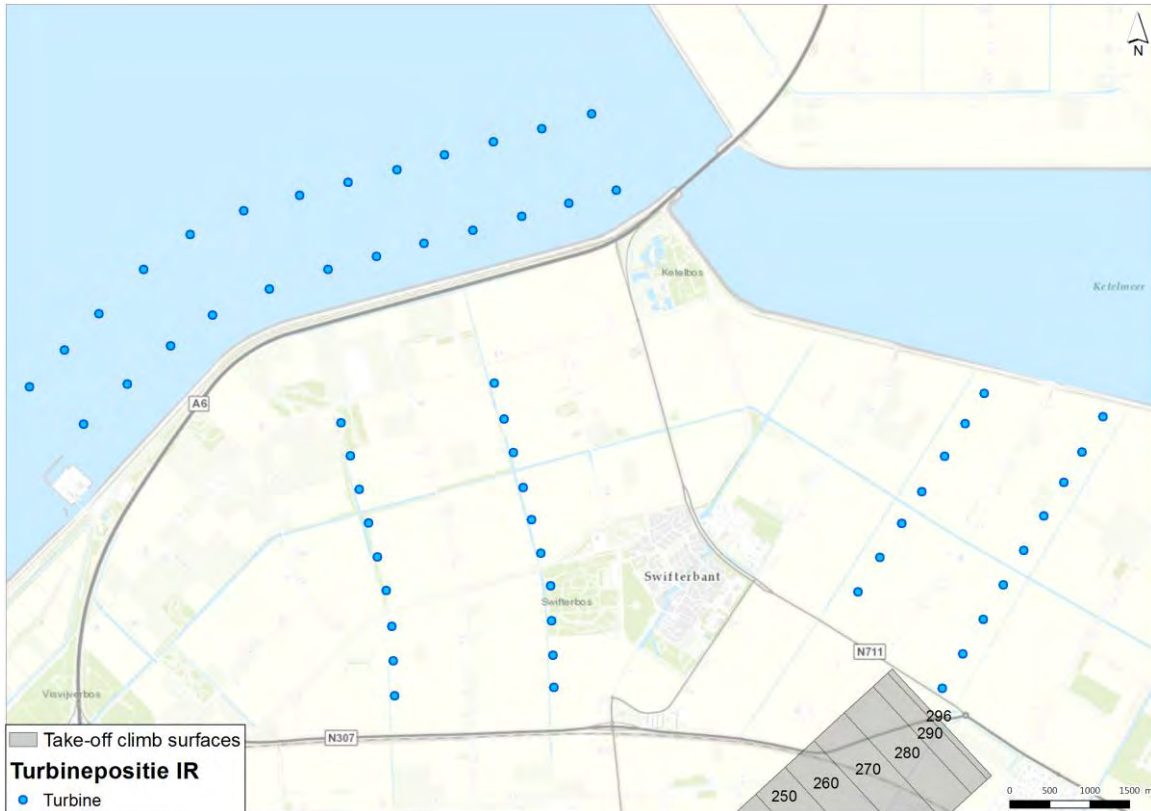 N
Ketelbos
Ketelmeer
A6
Swifterbant
Swifterbos
N711
Visvijverbos
296
290
280
270
260
250
N307
Take-off climb surfaces
Turbinepositie IR
Turbine
0 500 1000 1500 m